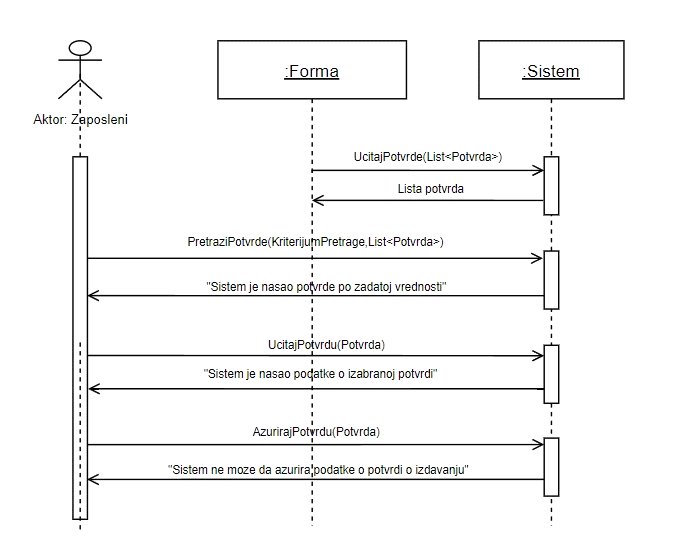 :Forma
:Sistem
Aktor: Zaposleni
UcitajPotvrde(List<Potvrda>)
Lista potvrda
PretraziPotvrde(KriterijumPretrage,List<Potvrda>)
"Sistem je nasao potvrde po zadatoj vrednosti"
UcitajPotvrdu(Potvrda)
"Sistem je nasao podatke o izabranoj potvrdi"
AzurirajPotvrdu(Potvrda)
"Sistem ne moze da azurira podatke o potvrdi o izdavanju"